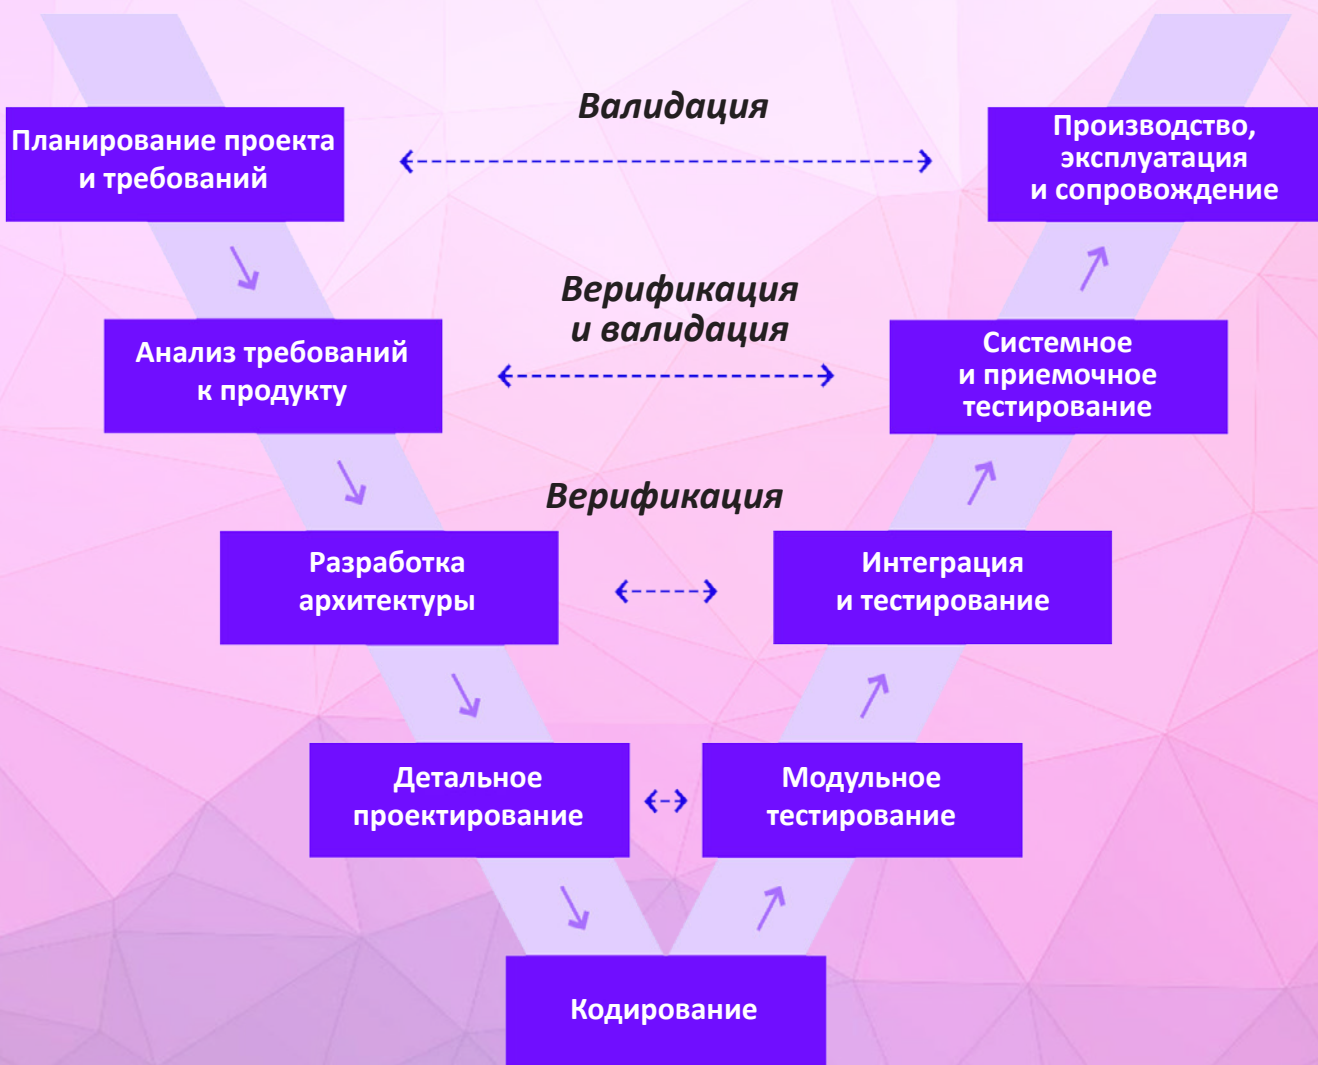 Валидация
Планирование проекта
и требований
Производство,
эксплуатация
и сопровождение
Верификация
и валидация
Анализ требований
к продукту
Системное
и приемочное
тестирование
Верификация
Разработка
архитектуры
Интеграция
и тестирование
Детальное
проектирование
Модульное
тестирование
Кодирование